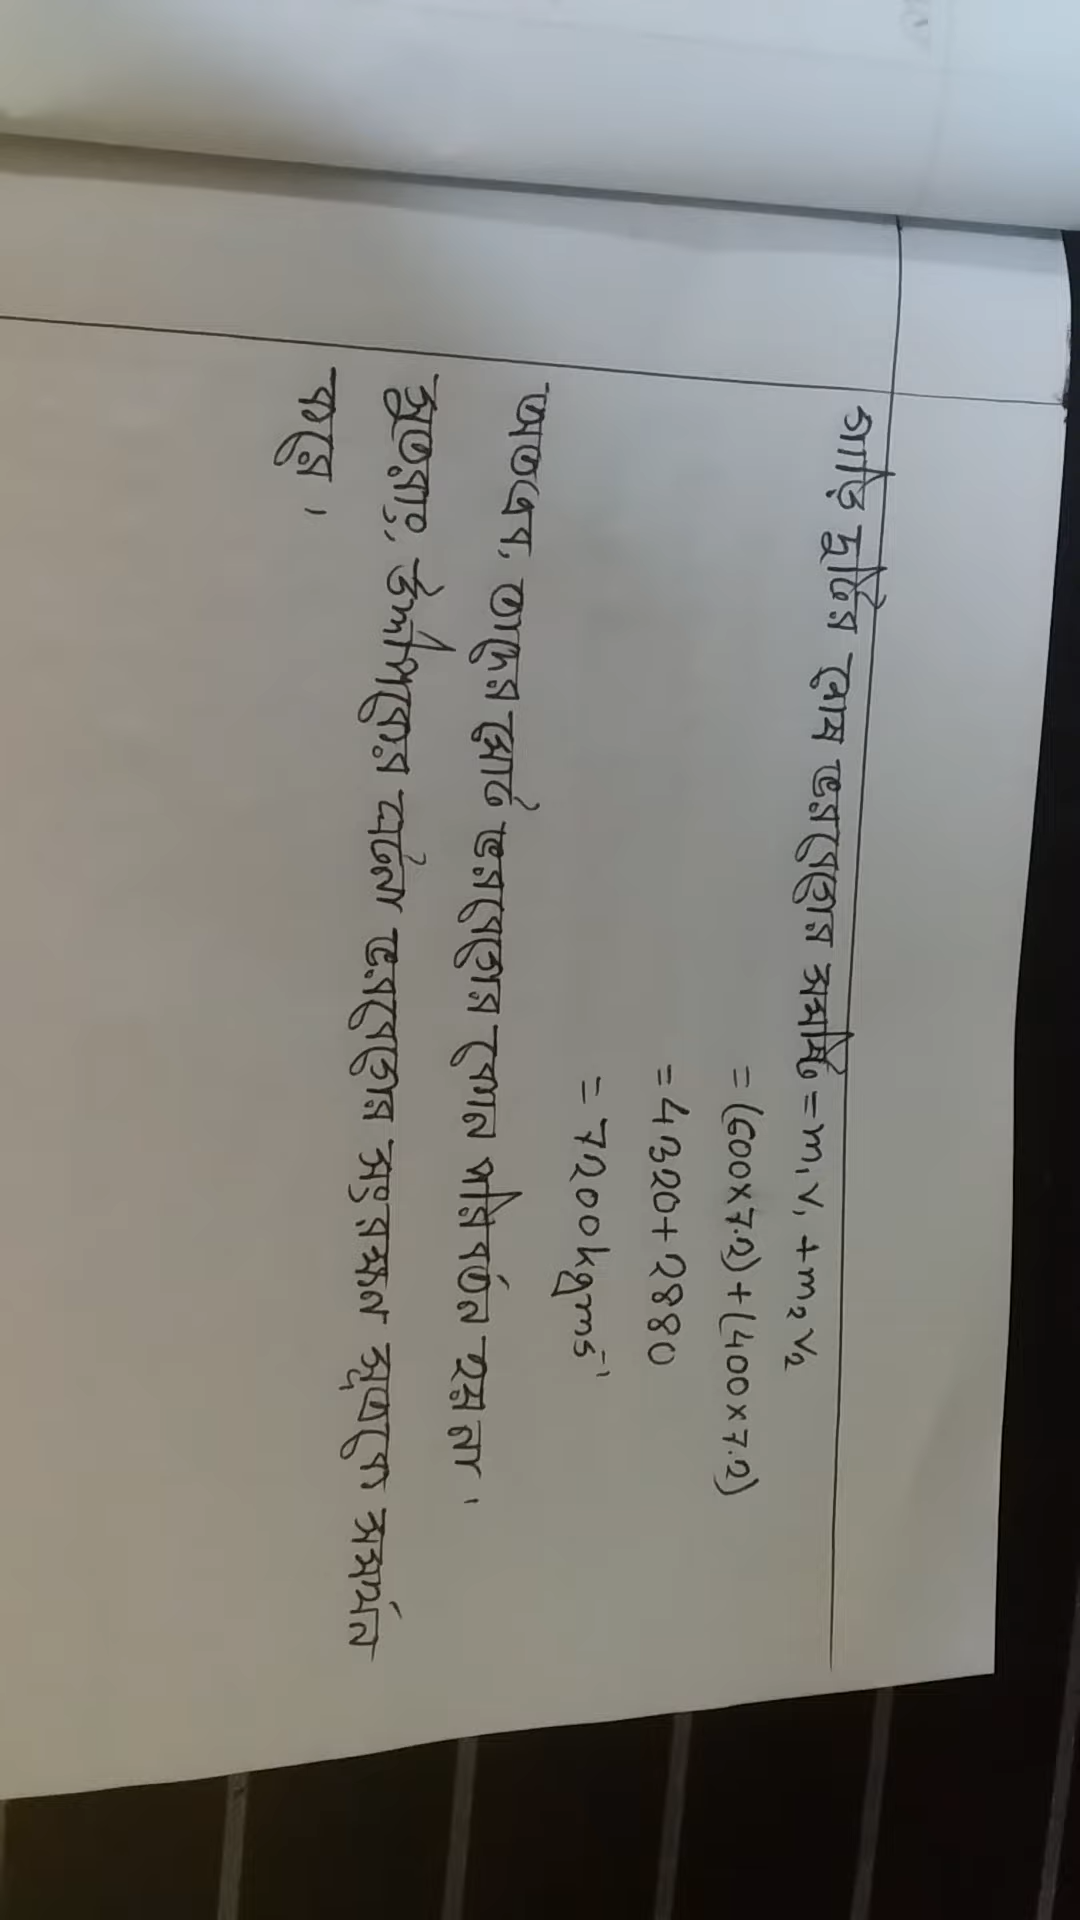 গাড়ি দুটির শেষ ভরবেগের সমষ্টি = m₁v₁ + m₂v₂
= (600×7.2) + (400×7.2)
= 4320 + 2880
= 7200 kgms⁻¹
অতএব, তাদের মোট ভরবেগের কোন পরিবর্তন হয়না।
সুতরাং, উদ্দীপকের ঘটনা ভরবেগের সংরক্ষন সূত্রকে সমর্থন
করে।